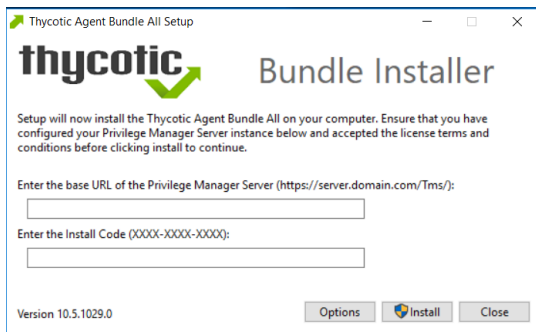 Thycotic Agent Bundle All Setup
thycotic
Bundle Installer
Setup will now install the Thycotic Agent Bundle All on your computer. Ensure that you have
configured your Privilege Manager Server instance below and accepted the license terms and
conditions before clicking install to continue.
Enter the base URL of the Privilege Manager Server (https://server.domain.com/Tms/):
Enter the Install Code (XXXX-XXXX-XXXX):
Version 10.5.1029.0
Options
Install
Close